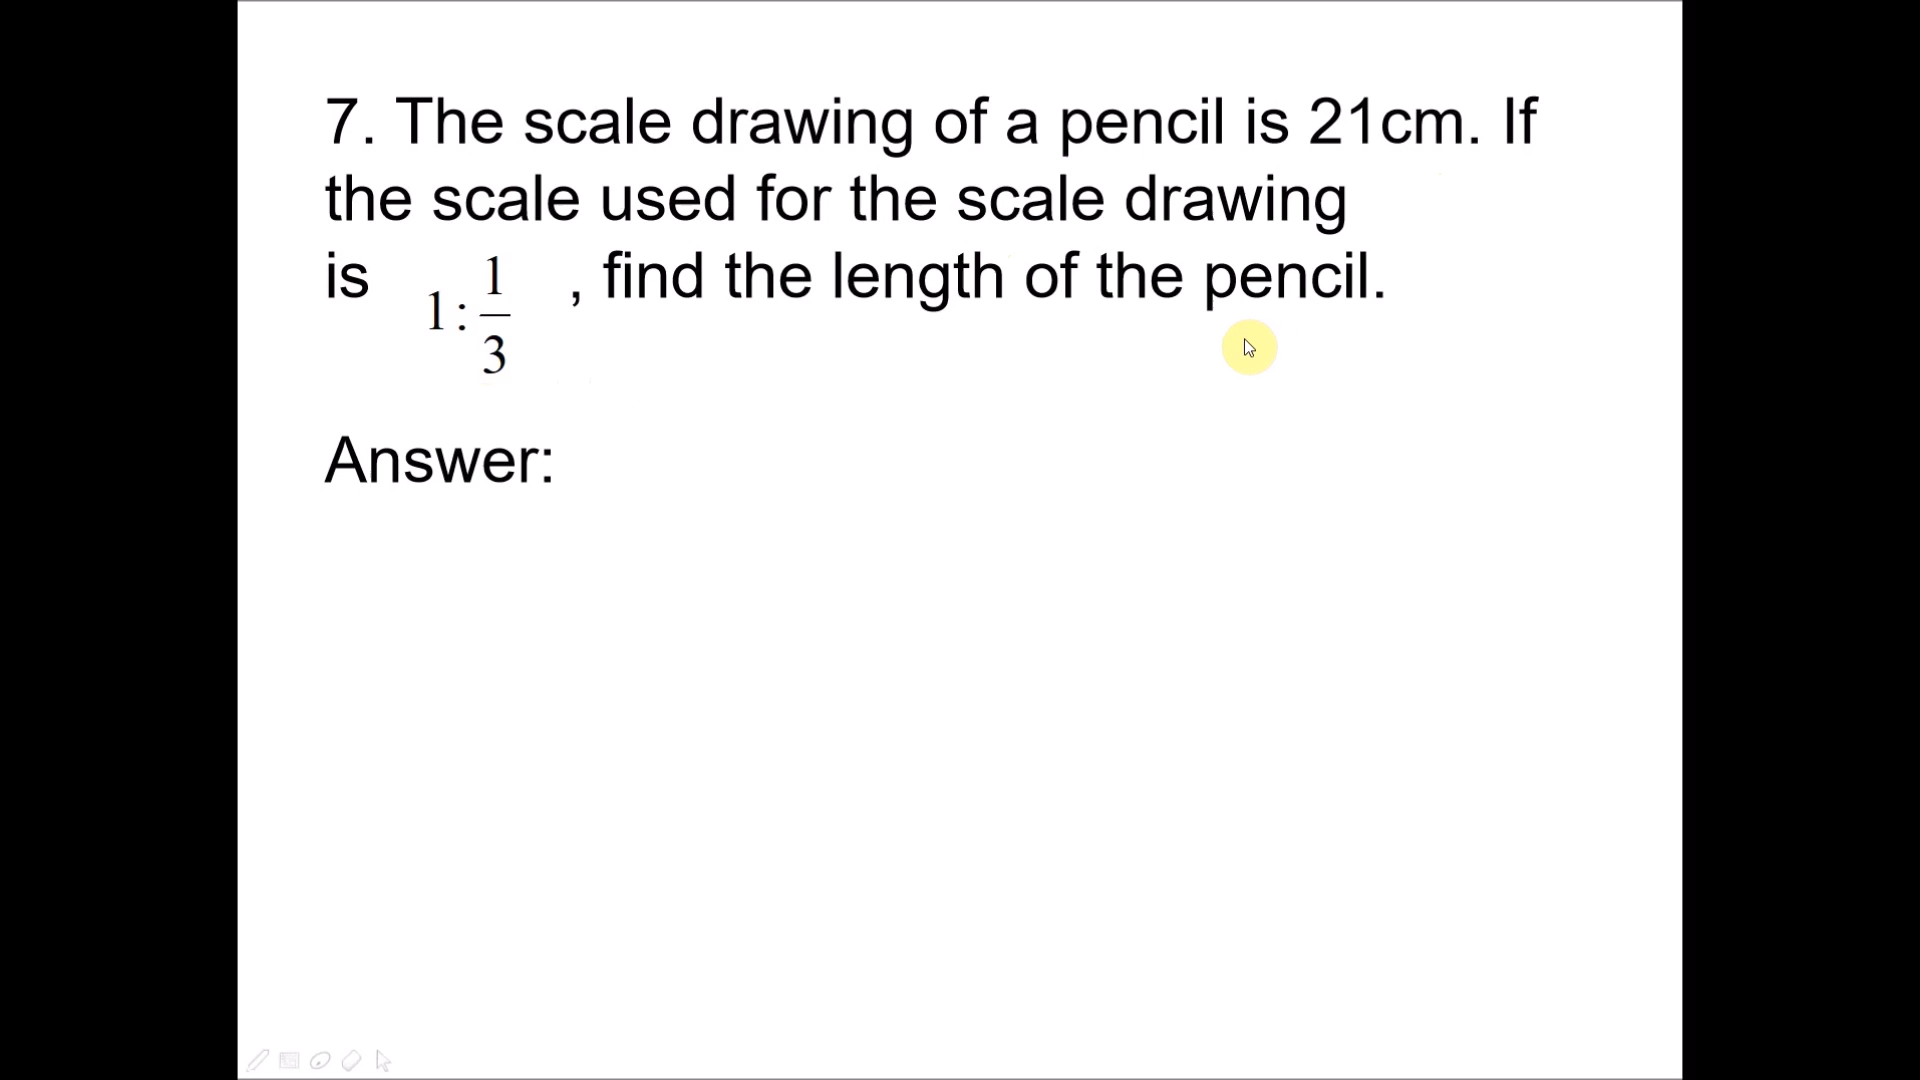 7. The scale drawing of a pencil is 21cm. If
the scale used for the scale drawing
is 1:1/3 , find the length of the pencil.
Answer: